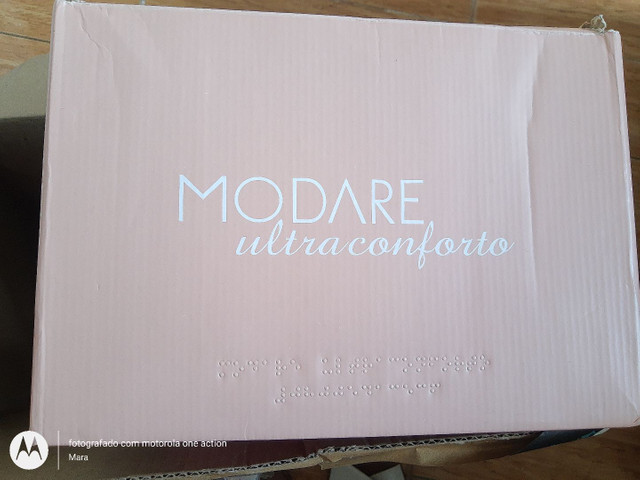 MODARE
ultraconforto
fotografado com motorola one action
Mara